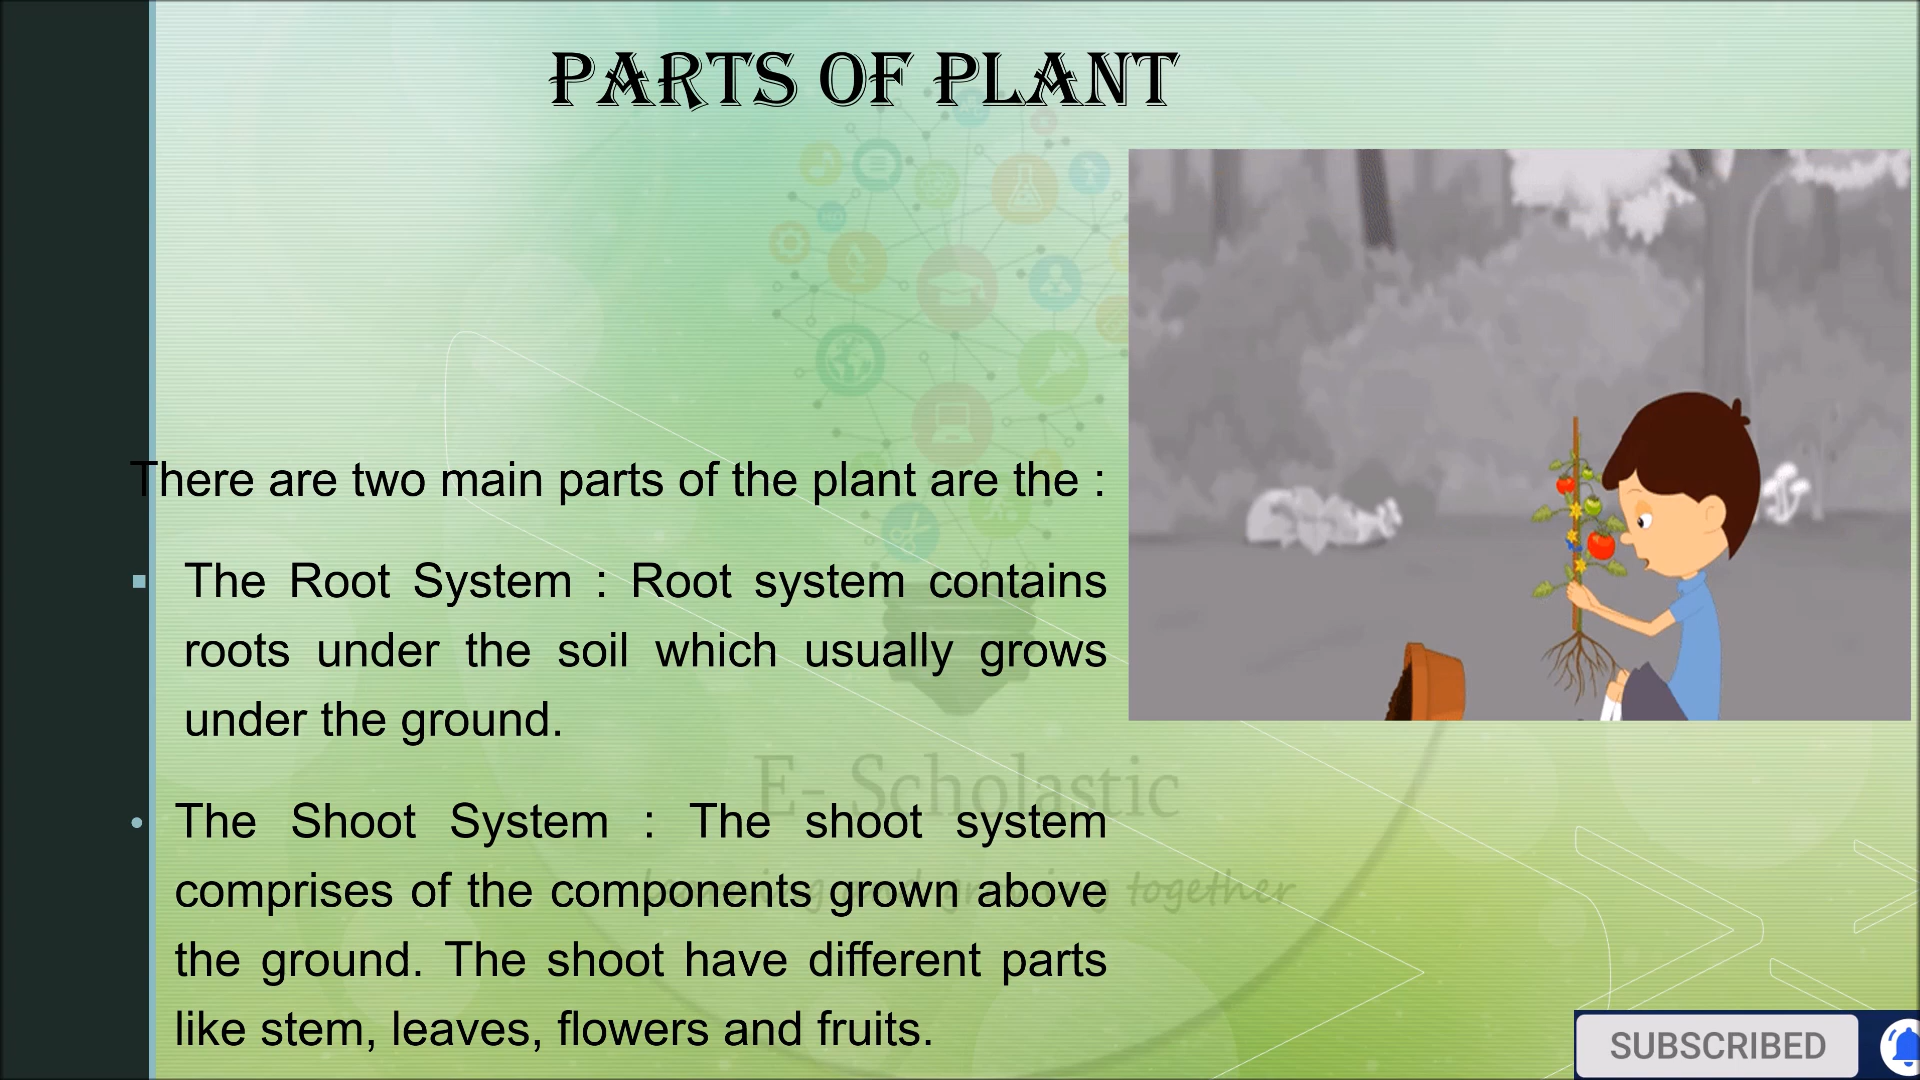 PARTS OF PLANT
There are two main parts of the plant are the :
The Root System : Root system contains
roots under the soil which usually grows
under the ground.
E- Scholastic
The Shoot System : The shoot system
comprises of the components grown above
together
the ground. The shoot have different parts
like stem, leaves, flowers and fruits.
SUBSCRIBED